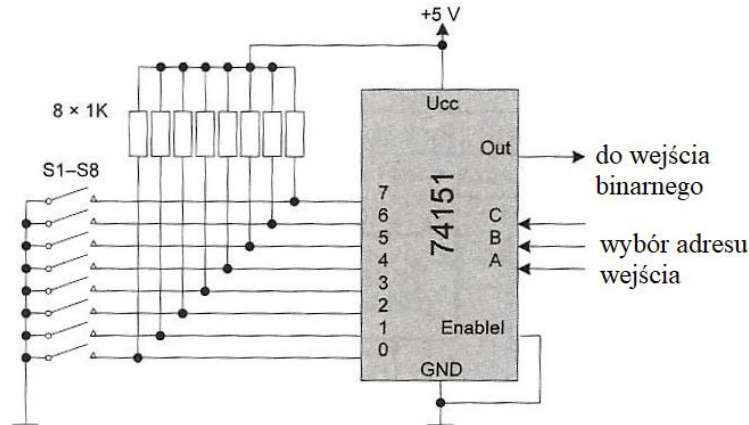 +5 V
8 × 1K
Ucc
S1–S8
Out
do wejścia
binarnego
7
6
5
4
3
2
1
0
74151
C
B
A
wybór adresu
wejścia
Enablel
GND